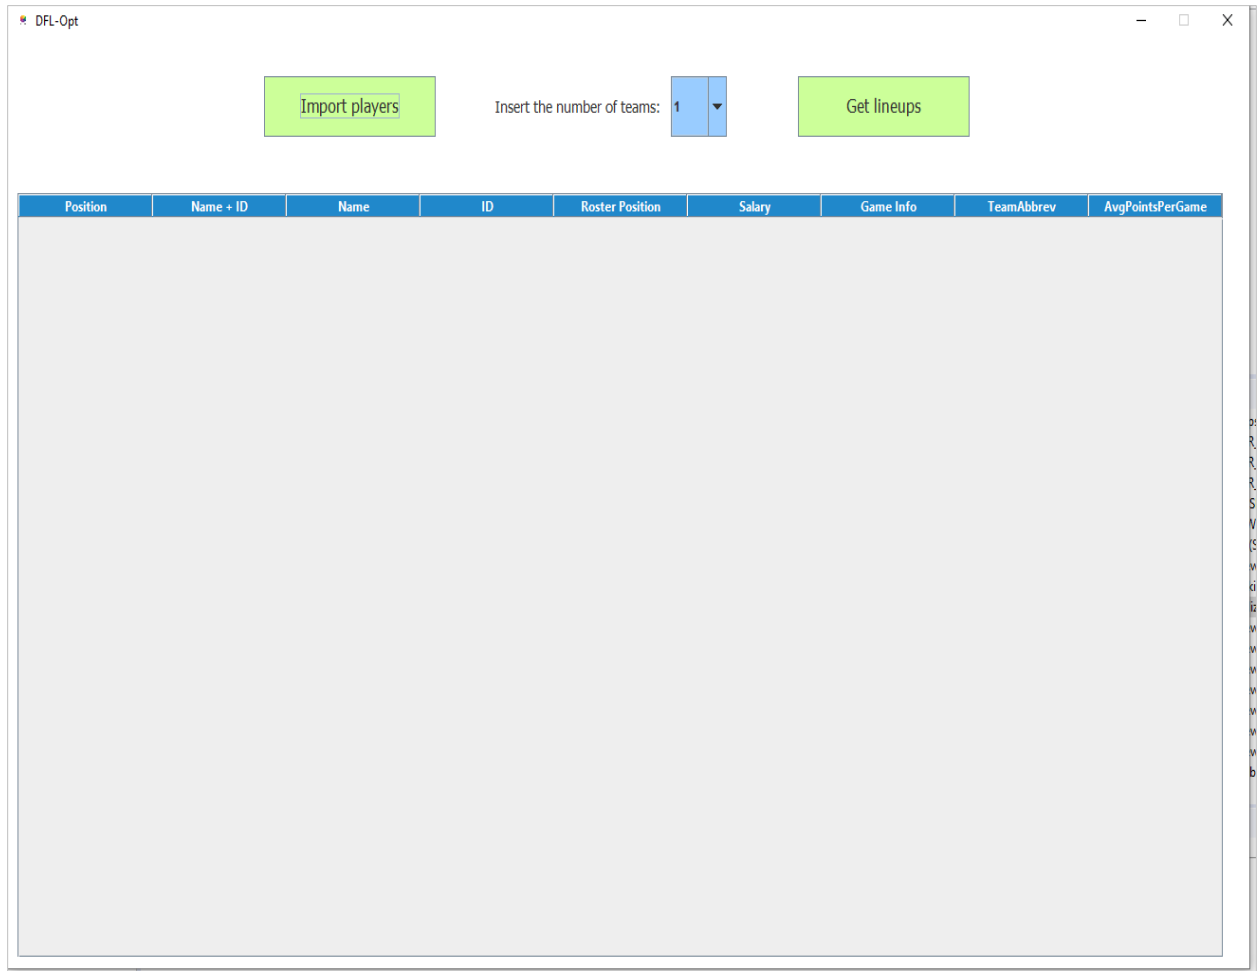 DFL-Opt
Import players
Insert the number of teams: 1
Get lineups
Position Name + ID Name ID Roster Position Salary Game Info TeamAbbrev AvgPointsPerGame